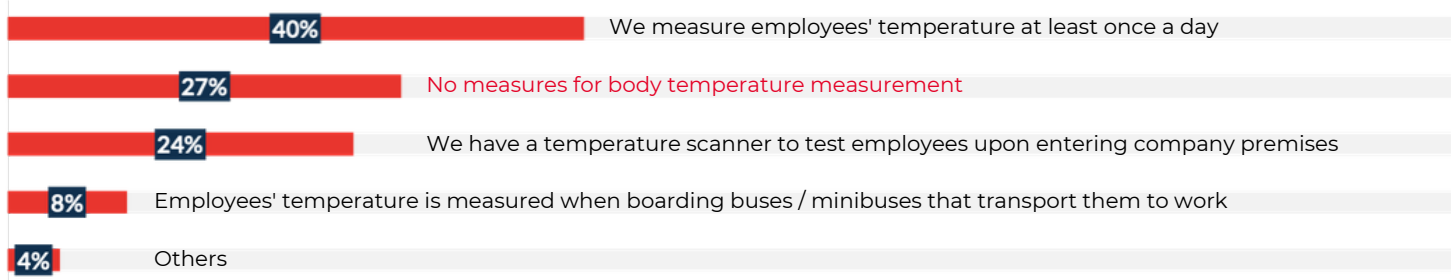 40% We measure employees' temperature at least once a day
27% No measures for body temperature measurement
24% We have a temperature scanner to test employees upon entering company premises
8% Employees' temperature is measured when boarding buses / minibuses that transport them to work
4% Others